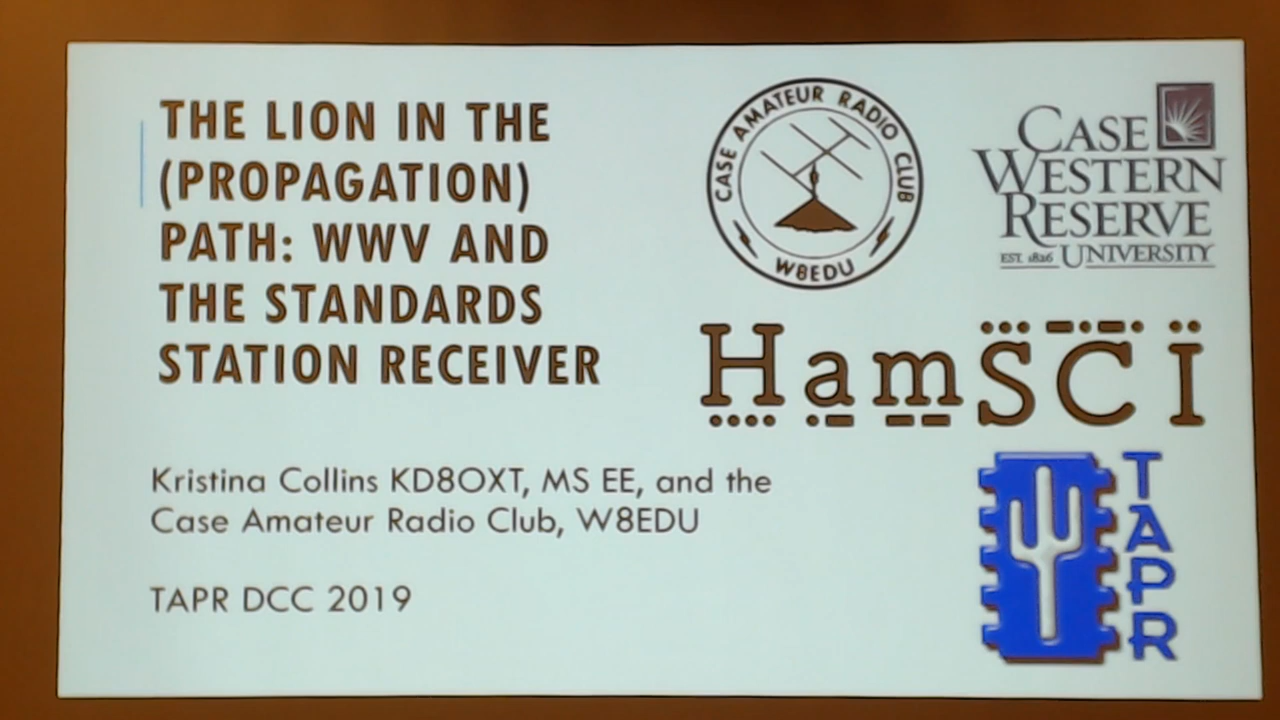 THE LION IN THE
(PROPAGATION)
PATH: WWV AND
THE STANDARDS
STATION RECEIVER
Kristina Collins KD8OXT, MS EE, and the
Case Amateur Radio Club, W8EDU
TAPR DCC 2019
CASE AMATEUR RADIO CLUB
W8EDU
CASE
WESTERN
RESERVE
EST. 1826 UNIVERSITY
HamSCI
TAPR